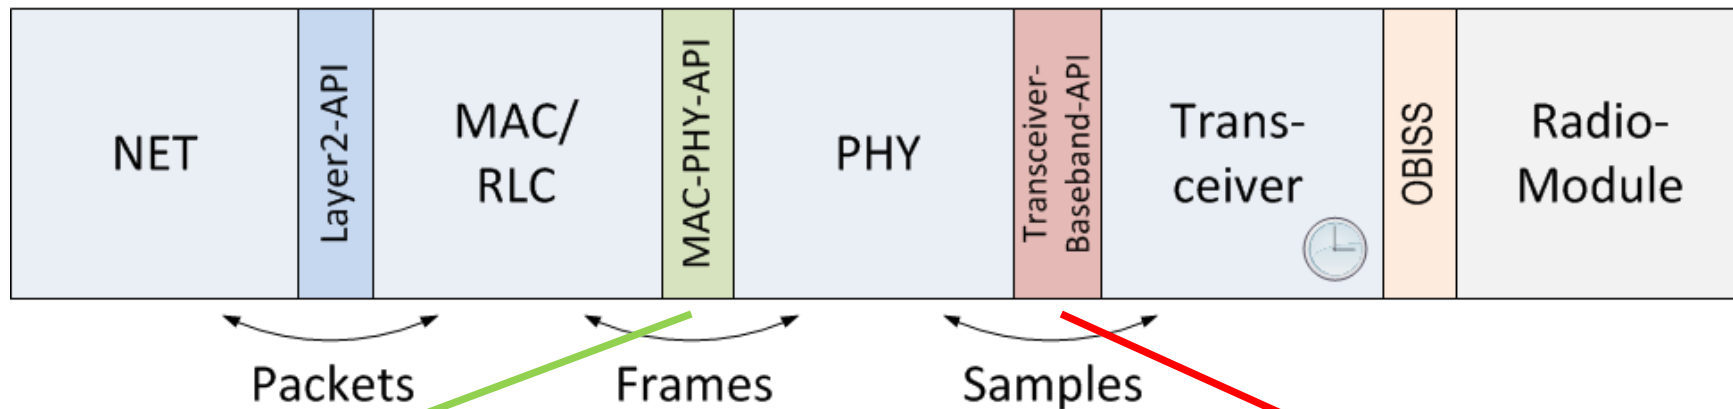 NET
Layer2-API
MAC/
RLC
MAC-PHY-API
PHY
Transceiver-
Baseband-API
Trans-
ceiver
OBISS
Radio-
Module
Packets
Frames
Samples